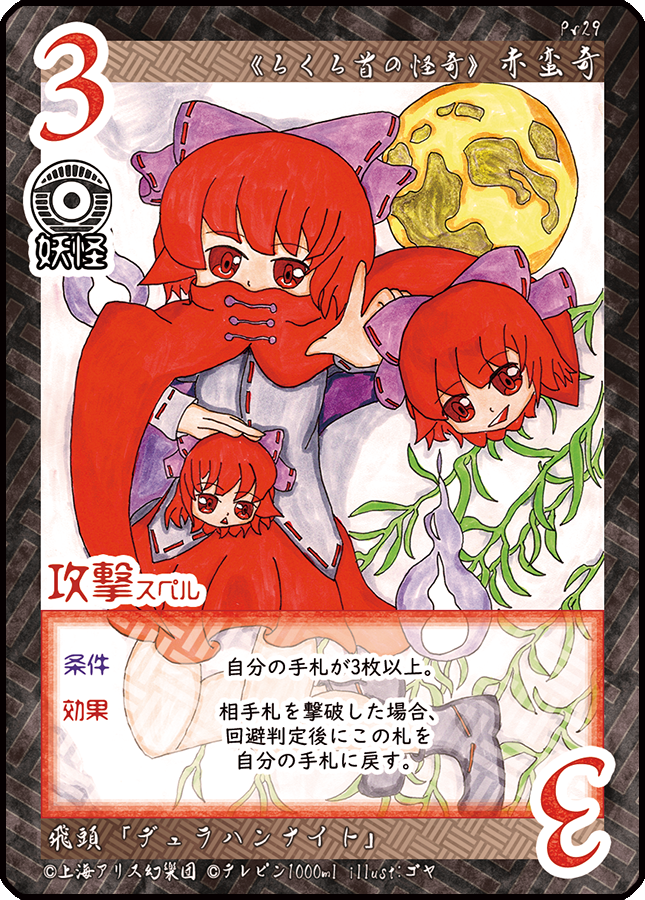 Pr29
《ろくろ首の怪奇》 赤蛮奇
3
妖怪
攻撃スペル
条件 自分の手札が3枚以上。
効果 相手札を撃破した場合、
回避判定後にこの札を
自分の手札に戻す。
3
飛頭「デュラハンナイト」
©上海アリス幻樂団 ©テレピン1000ml illust:ゴヤ